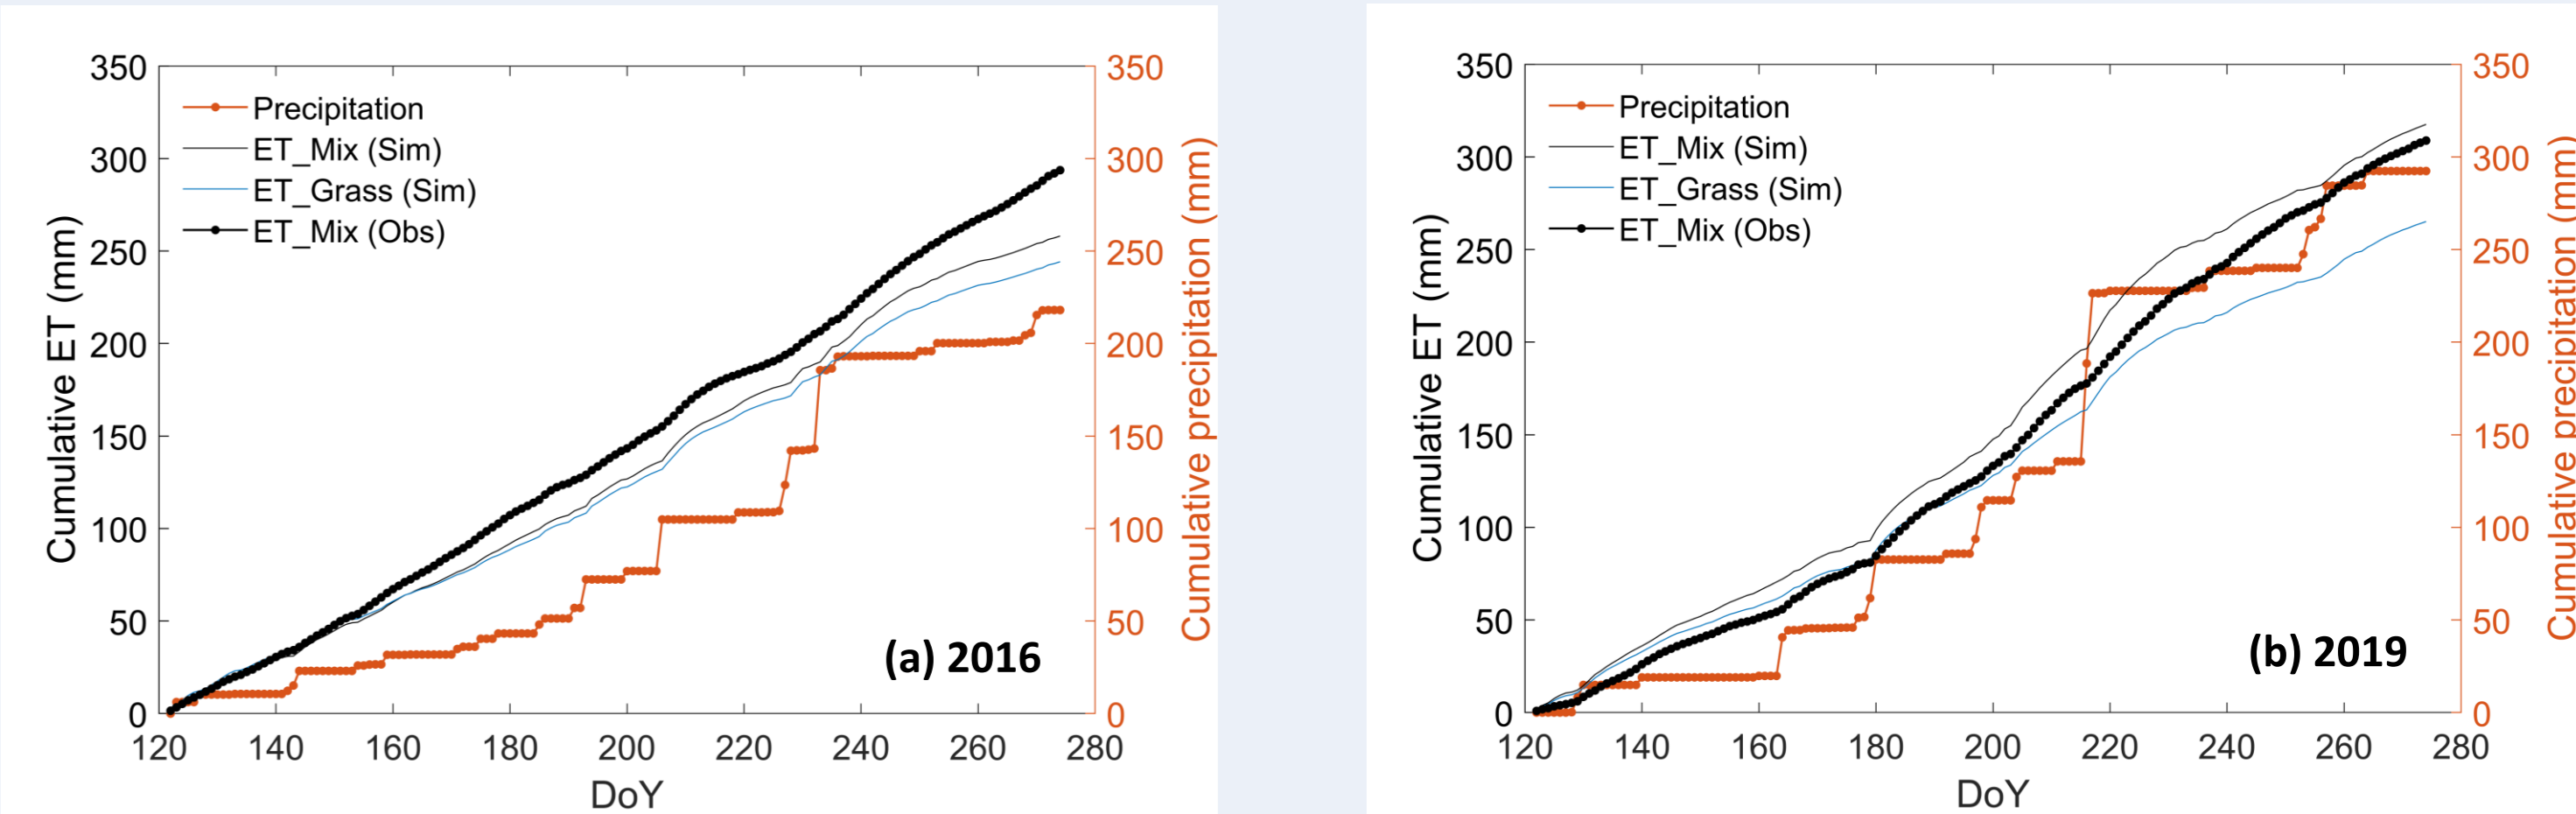 350
300
250
200
150
100
50
0
Cumulative ET (mm)
Precipitation
ET_Mix (Sim)
ET_Grass (Sim)
ET_Mix (Obs)
(a) 2016
350
300
250
200
150
100
50
0
Cumulative precipitation (mm)
120 140 160 180 200 220 240 260 280
DoY
350
300
250
200
150
100
50
0
Cumulative ET (mm)
Precipitation
ET_Mix (Sim)
ET_Grass (Sim)
ET_Mix (Obs)
(b) 2019
350
300
250
200
150
100
50
0
Cumulative precipitation (mm)
120 140 160 180 200 220 240 260 280
DoY